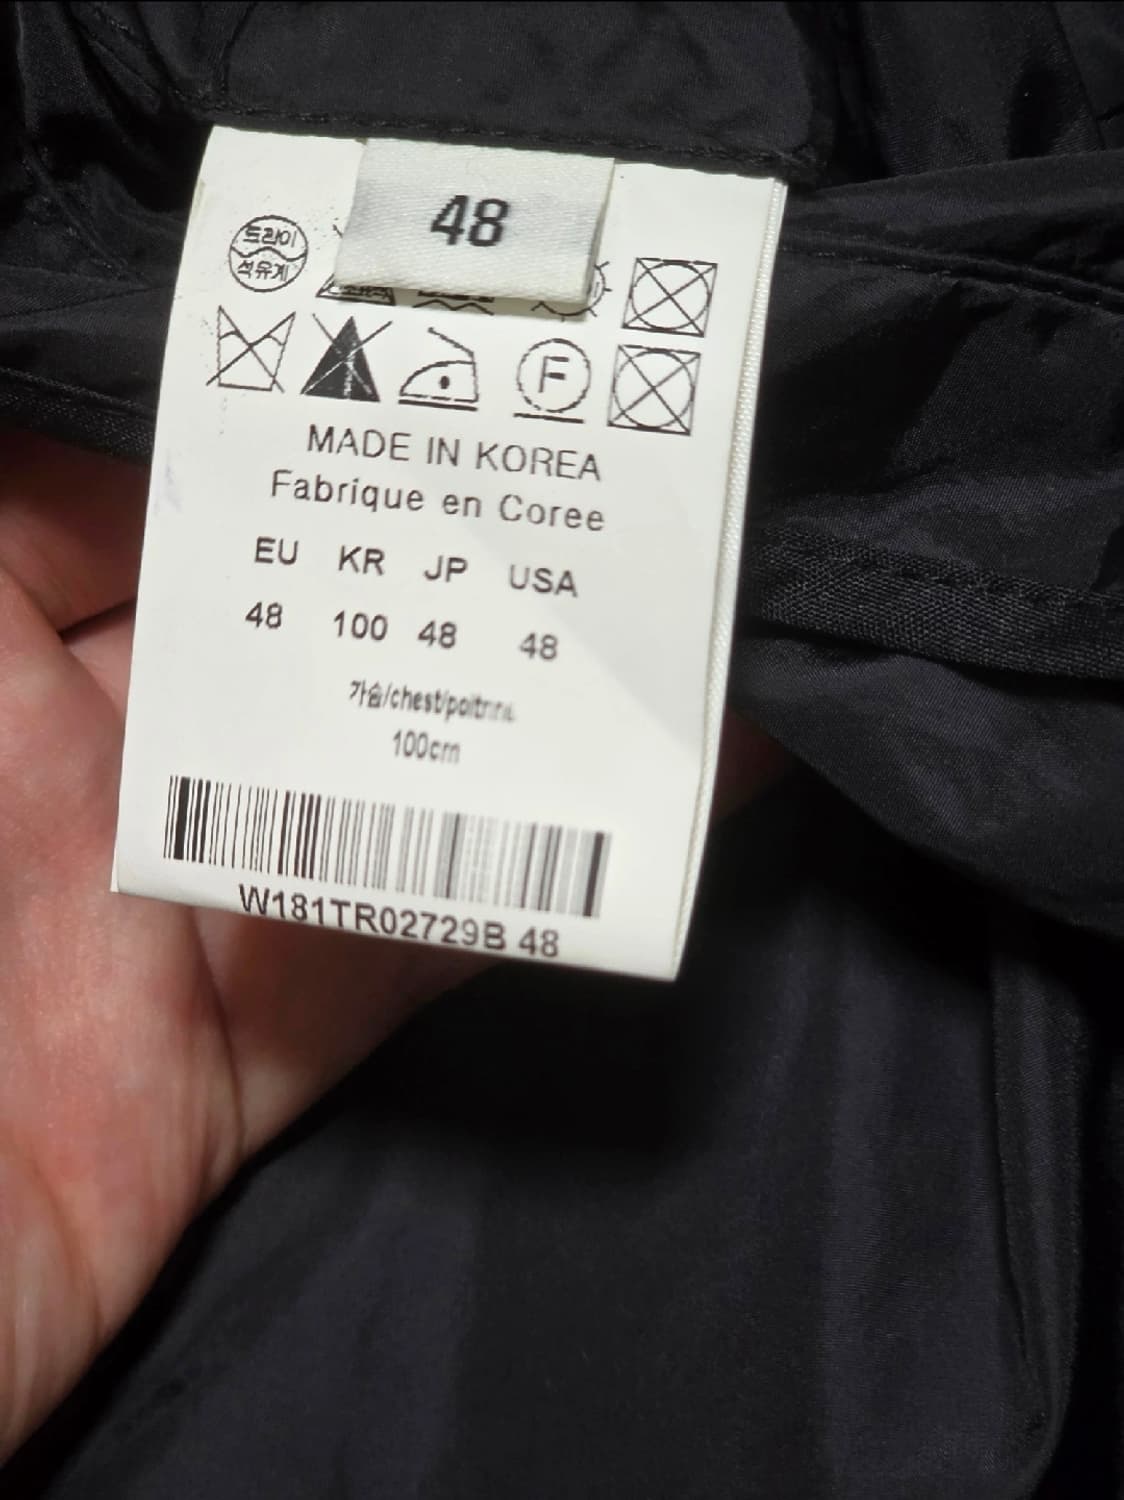 48
드라이
석유계
F
MADE IN KOREA
Fabrique en Coree
EU KR JP USA
48 100 48 48
가슴/chest/poitrine
100cm
W181TR02729B 48